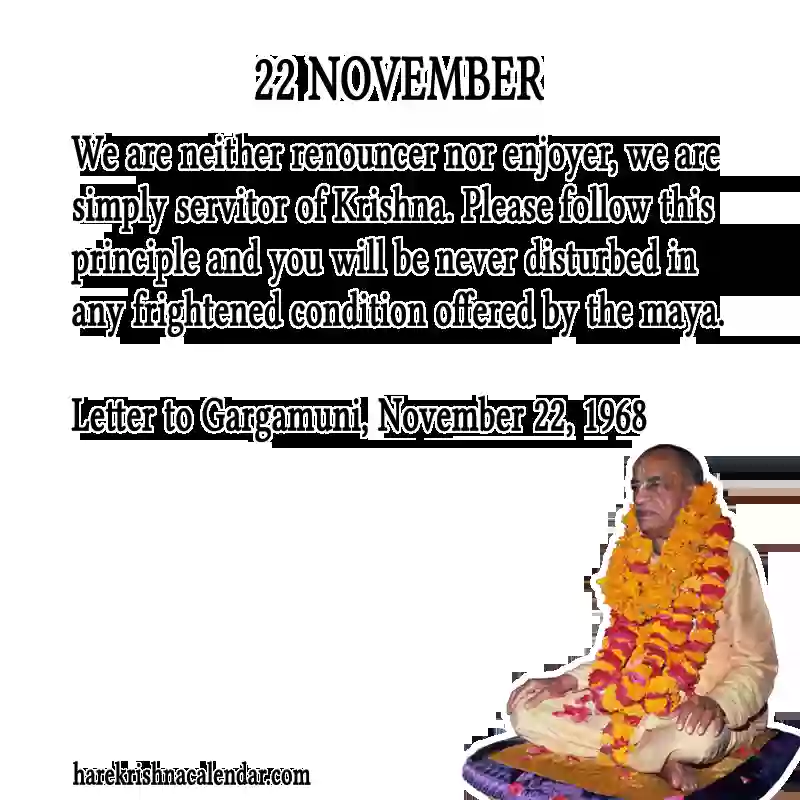 22 NOVEMBER
We are neither renouncer nor enjoyer, we are
simply servitor of Krishna. Please follow this
principle and you will be never disturbed in
any frightened condition offered by the maya.
Letter to Gargamuni, November 22, 1968
harekrishnacalendar.com